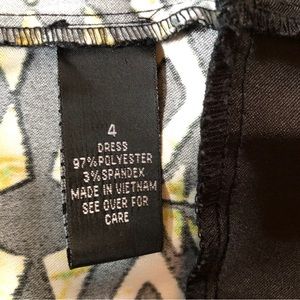 4
DRESS
97%POLYESTER
3%SPANDEX
MADE IN VIETNAM
SEE OVER FOR
CARE